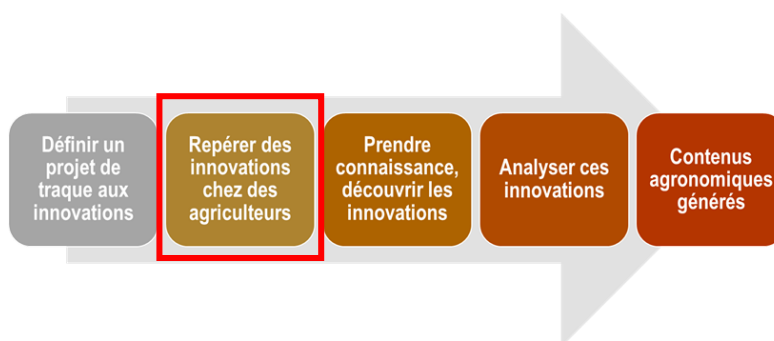 Définir un
projet de
traque aux
innovations
Repérer des
innovations
chez des
agriculteurs
Prendre
connaissance,
découvrir les
innovations
Analyser ces
innovations
Contenus
agronomiques
générés